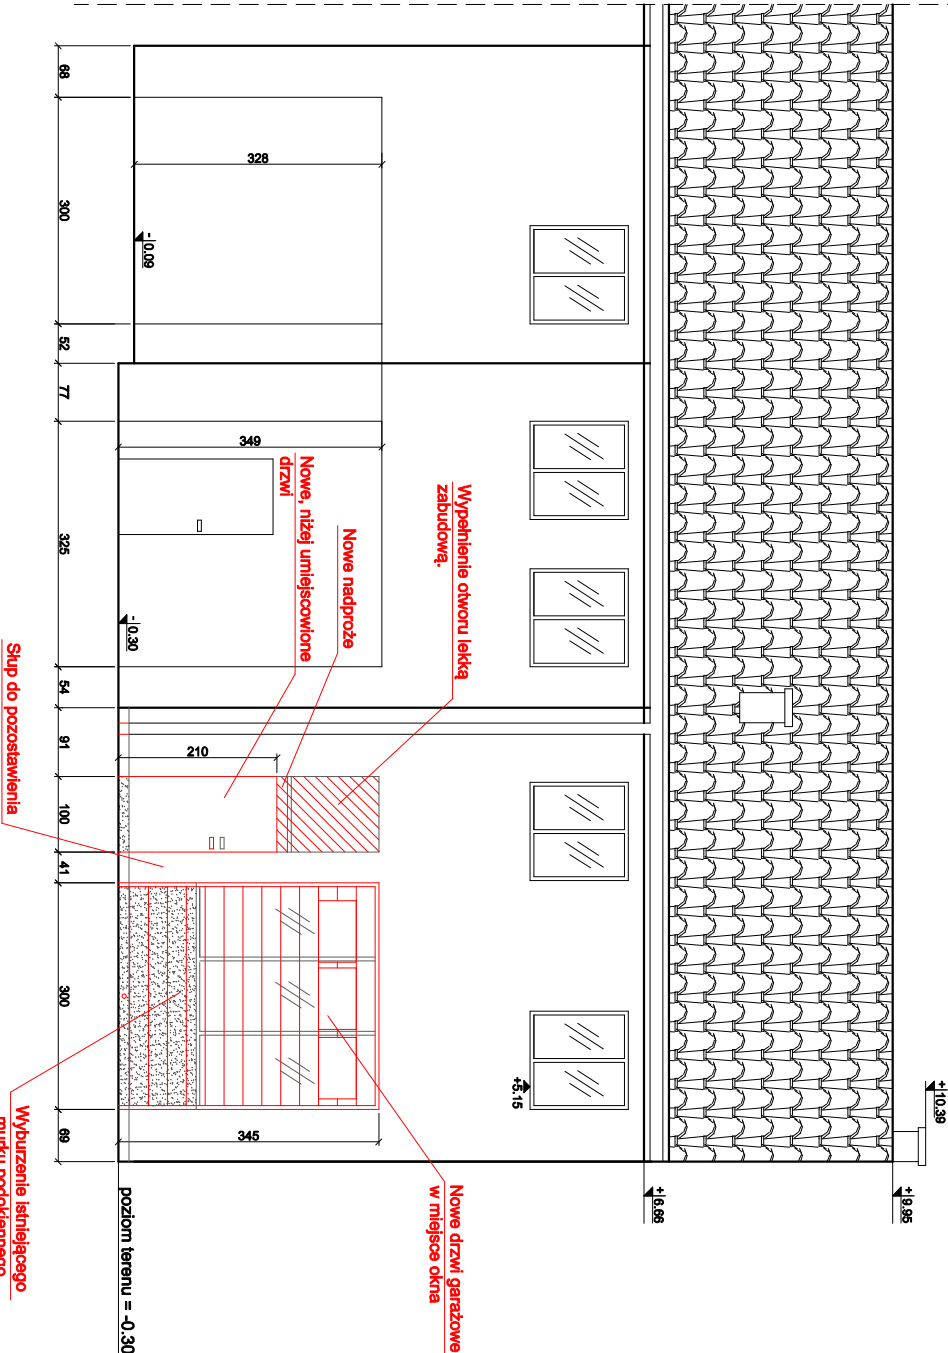 +10.39
+9.95
+6.66
+5.15
Wypełnienie otworu lekką
zabudową.
Nowe nadproże
Nowe, niżej umiejscowione
drzwi
Nowe drzwi garażowe
w miejsce okna
328
349
210
345
-0.09
-0.30
poziom terenu = -0.30
68
300
52
77
325
54
91
100
41
300
69
Słup do pozostawienia
Wyburzenie istniejącego
murku podokiennego